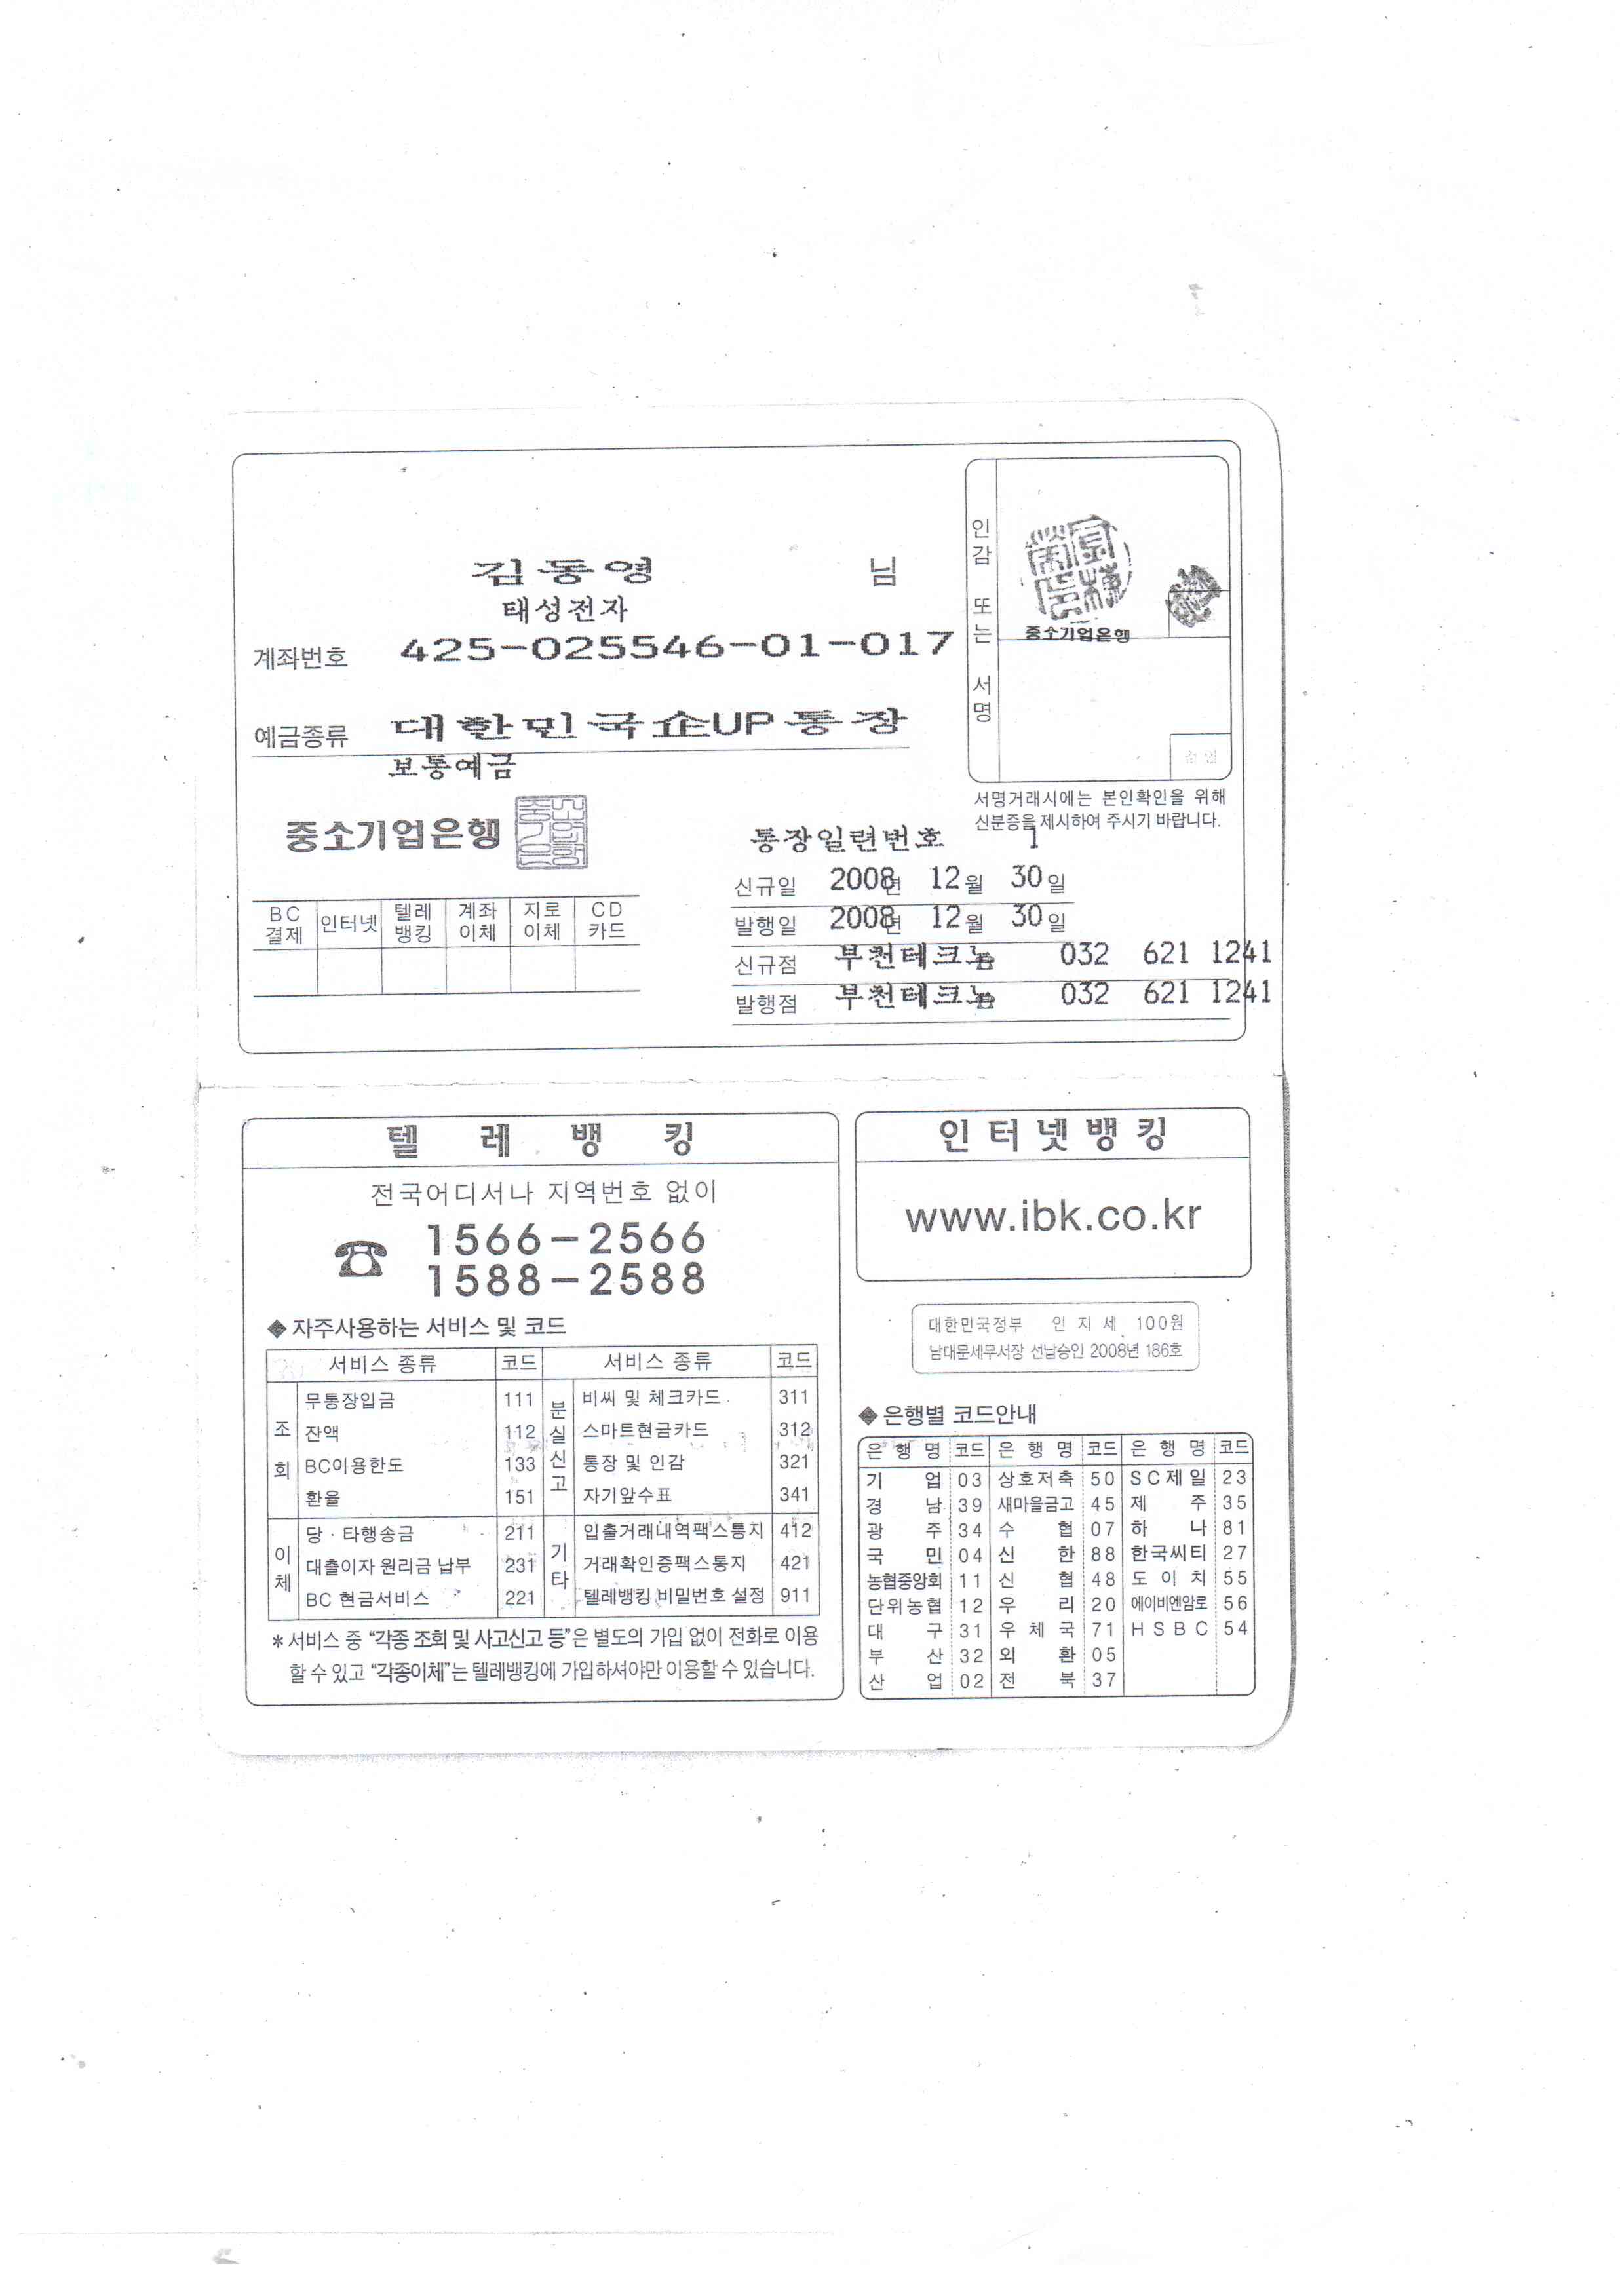 김동영 님
태성전자
계좌번호 425-025546-01-017
예금종류 대한민국企UP통장
보통예금
중소기업은행
인감 또는 서명
중소기업은행
서명거래시에는 본인확인을 위해
신분증을 제시하여 주시기 바랍니다.
통장일련번호 1
신규일 2008년 12월 30일
발행일 2008년 12월 30일
신규점 부천테크노 032 621 1241
발행점 부천테크노 032 621 1241
BC 결제 인터넷 텔레 뱅킹 계좌 이체 지로 이체 CD 카드
텔 레 뱅 킹
전국어디서나 지역번호 없이
1566-2566
1588-2588
◆ 자주사용하는 서비스 및 코드
서비스 종류 코드 서비스 종류 코드
조회 무통장입금 111 분실신고 비씨 및 체크카드 311
잔액 112 스마트현금카드 312
BC이용한도 133 통장 및 인감 321
환율 151 자기앞수표 341
이체 당·타행송금 211 기타 입출거래내역팩스통지 412
대출이자 원리금 납부 231 거래확인증팩스통지 421
BC 현금서비스 221 텔레뱅킹 비밀번호 설정 911
* 서비스 중 “각종 조회 및 사고신고 등”은 별도의 가입 없이 전화로 이용
할 수 있고 “각종이체”는 텔레뱅킹에 가입하셔야만 이용할 수 있습니다.
인터넷뱅킹
www.ibk.co.kr
대한민국정부 인 지 세 100원
남대문세무서장 선납승인 2008년 186호
◆ 은행별 코드안내
은 행 명 코드 은 행 명 코드 은 행 명 코드
기 업 03 상호저축 50 SC제일 23
경 남 39 새마을금고 45 제 주 35
광 주 34 수 협 07 하 나 81
국 민 04 신 한 88 한국씨티 27
농협중앙회 11 신 협 48 도 이 치 55
단위농협 12 우 리 20 에이비엔암로 56
대 구 31 우 체 국 71 H S B C 54
부 산 32 외 환 05
산 업 02 전 북 37